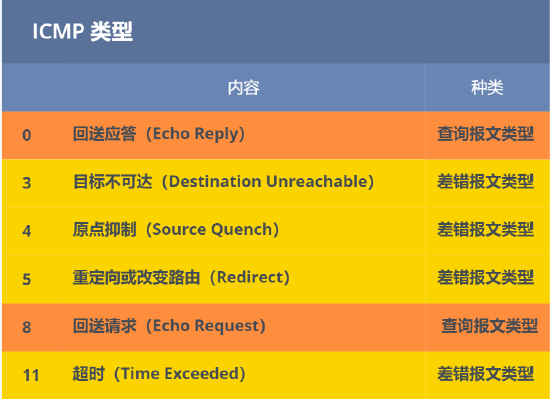 ICMP 类型
内容 种类
0 回送应答（Echo Reply） 查询报文类型
3 目标不可达（Destination Unreachable） 差错报文类型
4 原点抑制（Source Quench） 差错报文类型
5 重定向或改变路由（Redirect） 差错报文类型
8 回送请求（Echo Request） 查询报文类型
11 超时（Time Exceeded） 差错报文类型